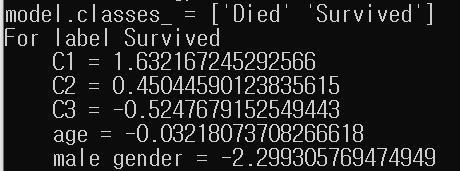 model.classes_ = ['Died' 'Survived']
For label Survived
C1 = 1.632167245292566
C2 = 0.45044590123835615
C3 = -0.5247679152549443
age = -0.03218073708266618
male gender = -2.299305769474949